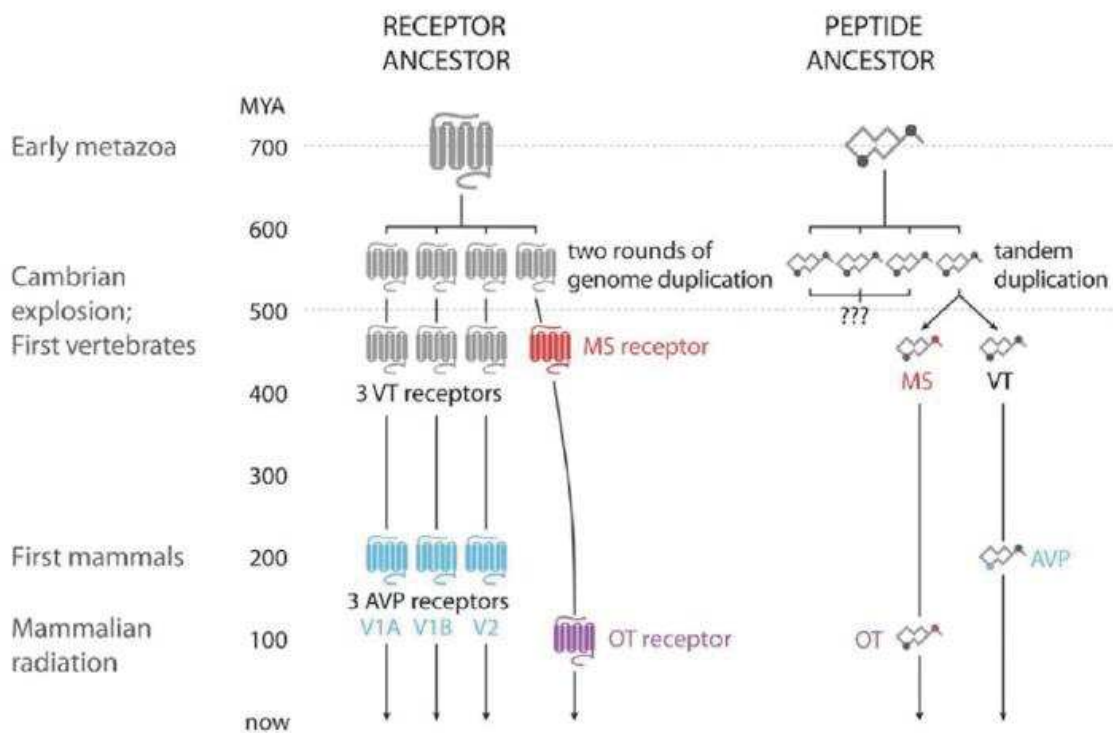 RECEPTOR
ANCESTOR
PEPTIDE
ANCESTOR
MYA
Early metazoa
700
600
two rounds of
genome duplication
tandem
duplication
Cambrian
explosion;
First vertebrates
500
???
MS receptor
MS
VT
3 VT receptors
400
300
First mammals
200
AVP
3 AVP receptors
V1A V1B V2
Mammalian
radiation
100
OT receptor
OT
now